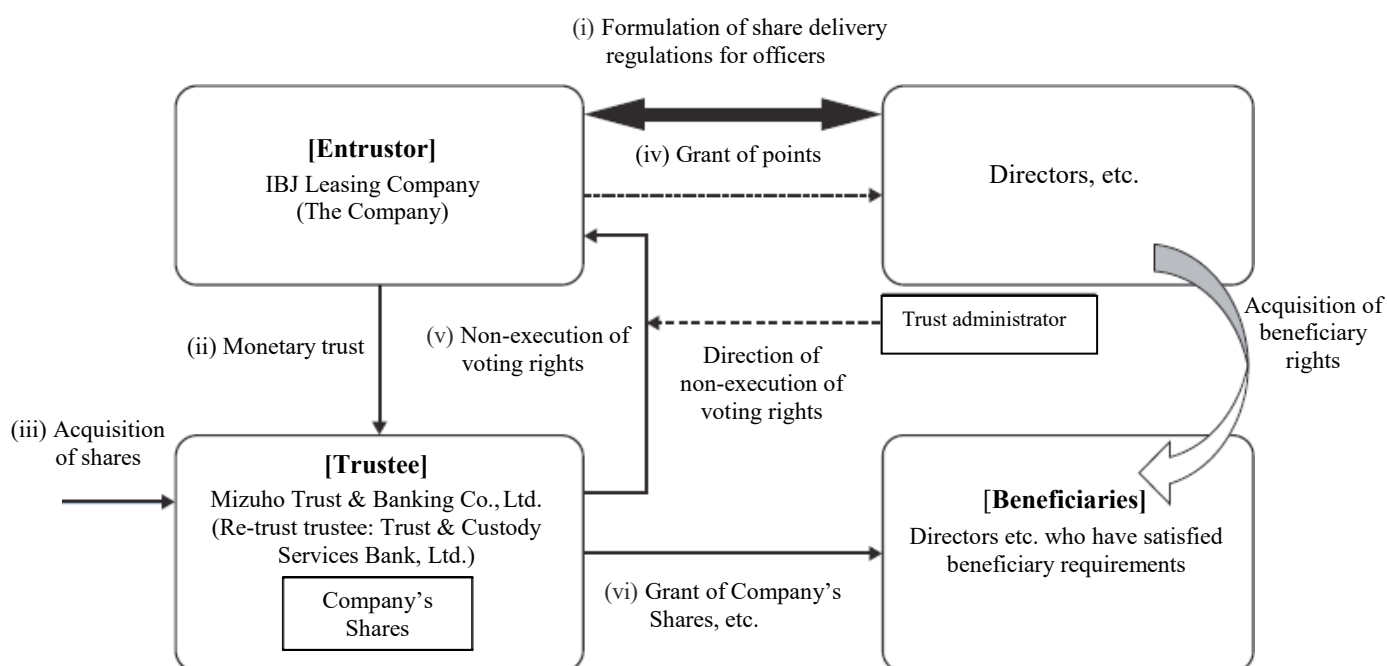 (i) Formulation of share delivery
regulations for officers
[Entrustor]
IBJ Leasing Company
(The Company)
(iv) Grant of points
Directors, etc.
(ii) Monetary trust
(v) Non-execution of
voting rights
Trust administrator
Direction of
non-execution of
voting rights
Acquisition of
beneficiary
rights
(iii) Acquisition
of shares
[Trustee]
Mizuho Trust & Banking Co., Ltd.
(Re-trust trustee: Trust & Custody
Services Bank, Ltd.)
Company's
Shares
(vi) Grant of Company's
Shares, etc.
[Beneficiaries]
Directors etc. who have satisfied
beneficiary requirements